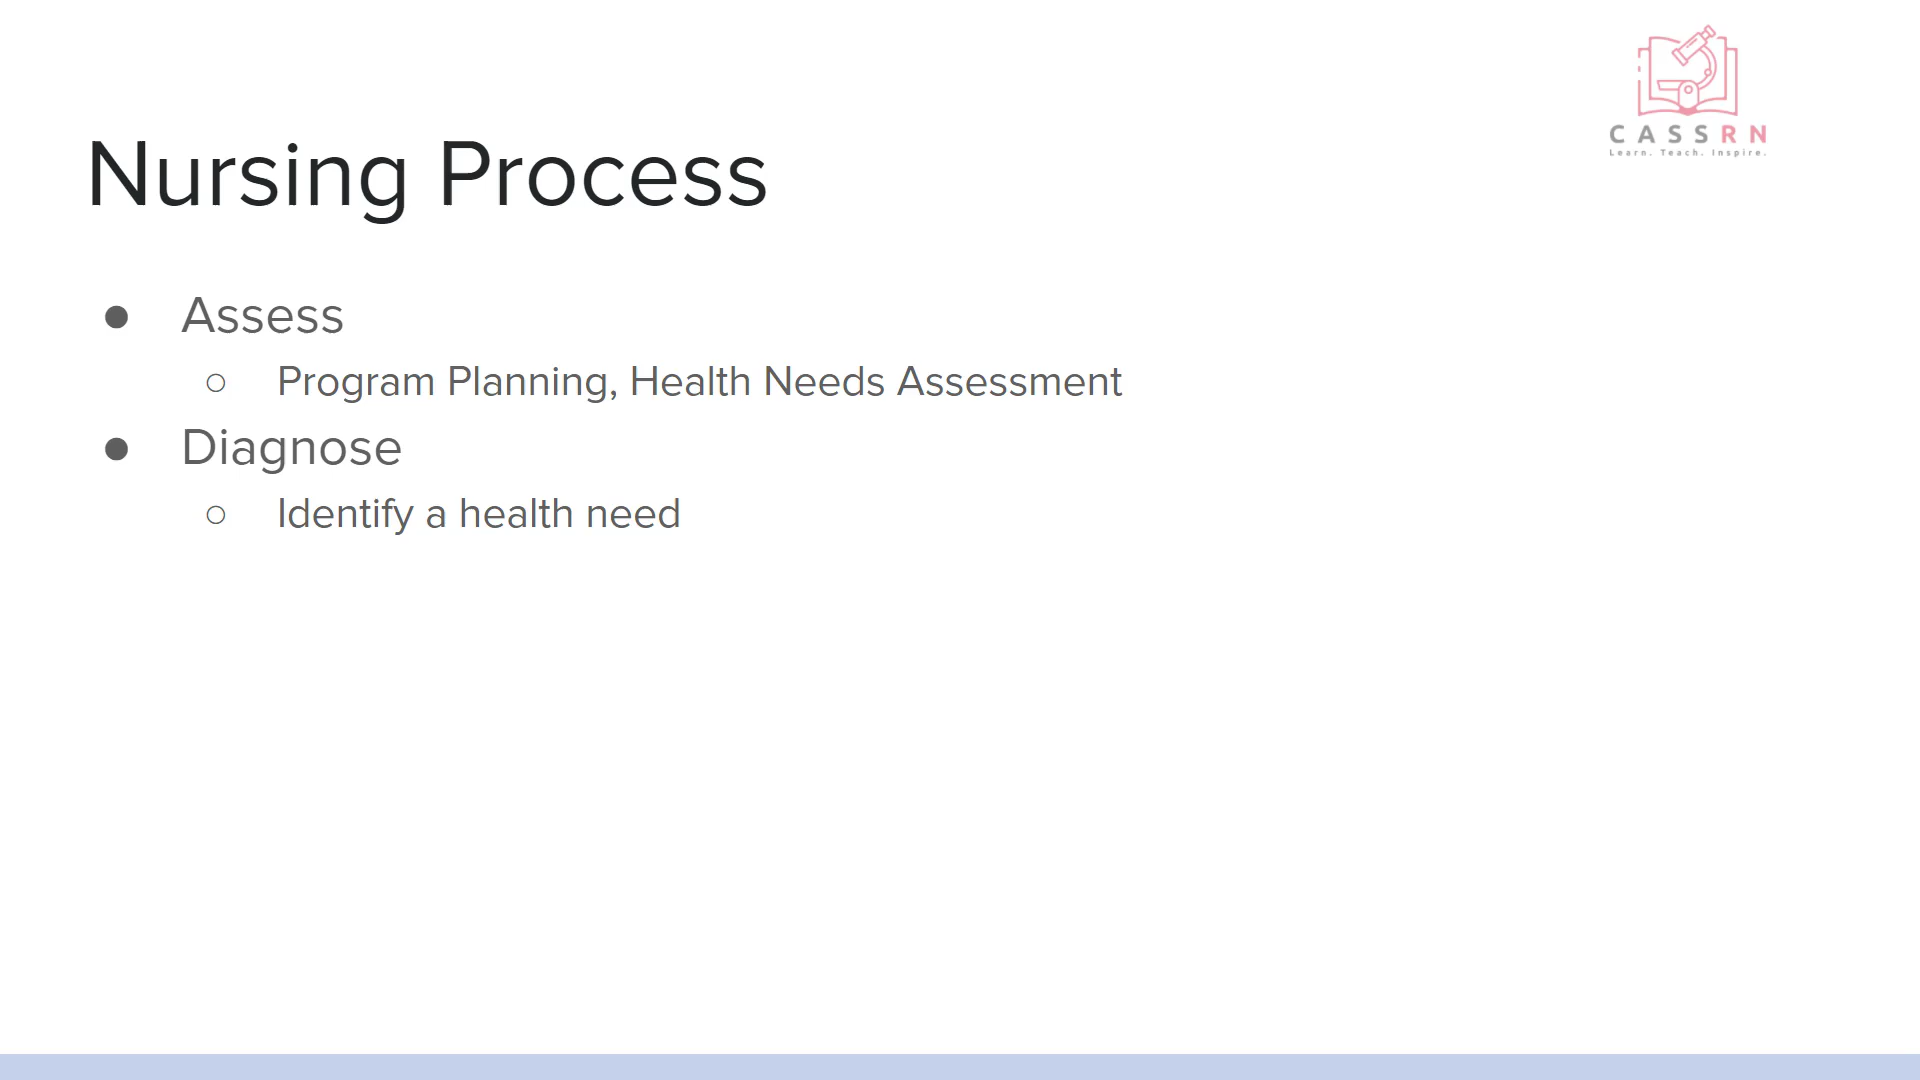 CASSRN
Learn. Teach. Inspire.
Nursing Process
● Assess
○ Program Planning, Health Needs Assessment
● Diagnose
○ Identify a health need